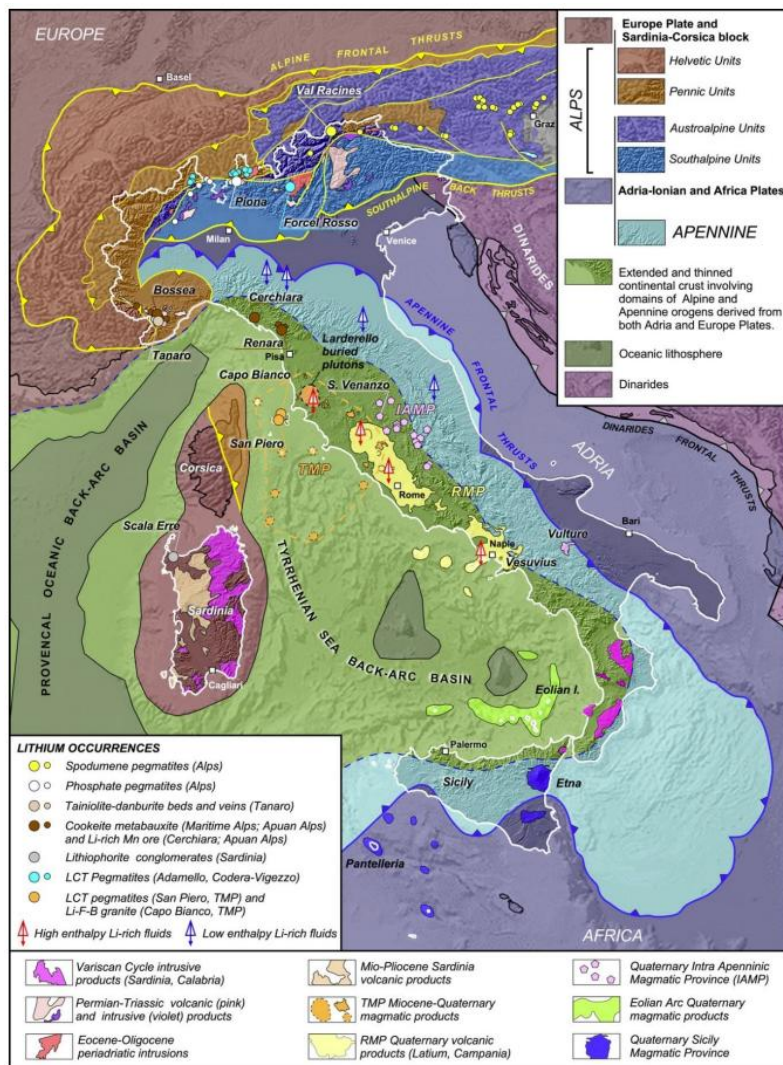 EUROPE
Basel
ALPINE FRONTAL THRUSTS
Val Racines
Graz
Piona
Forcel Rosso
SOUTHALPINE BACK THRUSTS
Milan
Venice
DINARIDES
Bossea
Cerchiara
Tanaro
Renara
Pisa
Larderello
buried
plutons
APENNINE FRONTAL THRUSTS
Capo Bianco
S. Venanzo
IAMP
ADRIA
DINARIDES FRONTAL THRUSTS
San Piero
TMP
Corsica
Rome
RMP
PROVENCAL OCEANIC BACK-ARC BASIN
Scala Erre
Naple
Vesuvius
Vulture
Bari
TYRRHENIAN SEA BACK-ARC BASIN
Sardinia
Cagliari
Eolian I.
Palermo
Sicily
Etna
Pantelleria
AFRICA
Europe Plate and
Sardinia-Corsica block
ALPS
Helvetic Units
Pennic Units
Austroalpine Units
Southalpine Units
Adria-Ionian and Africa Plates
APENNINE
Extended and thinned
continental crust involving
domains of Alpine and
Apennine orogens derived from
both Adria and Europe Plates.
Oceanic lithosphere
Dinarides
LITHIUM OCCURRENCES
Spodumene pegmatites (Alps)
Phosphate pegmatites (Alps)
Tainiolite-danburite beds and veins (Tanaro)
Cookeite metabauxite (Maritime Alps; Apuan Alps)
and Li-rich Mn ore (Cerchiara; Apuan Alps)
Lithiophorite conglomerates (Sardinia)
LCT Pegmatites (Adamello, Codera-Vigezzo)
LCT pegmatites (San Piero, TMP) and
Li-F-B granite (Capo Bianco, TMP)
High enthalpy Li-rich fluids
Low enthalpy Li-rich fluids
Variscan Cycle intrusive
products (Sardinia, Calabria)
Permian-Triassic volcanic (pink)
and intrusive (violet) products
Eocene-Oligocene
periadriatic intrusions
Mio-Pliocene Sardinia
volcanic products
TMP Miocene-Quaternary
magmatic products
RMP Quaternary volcanic
products (Latium, Campania)
Quaternary Intra Apenninic
Magmatic Province (IAMP)
Eolian Arc Quaternary
magmatic products
Quaternary Sicily
Magmatic Province